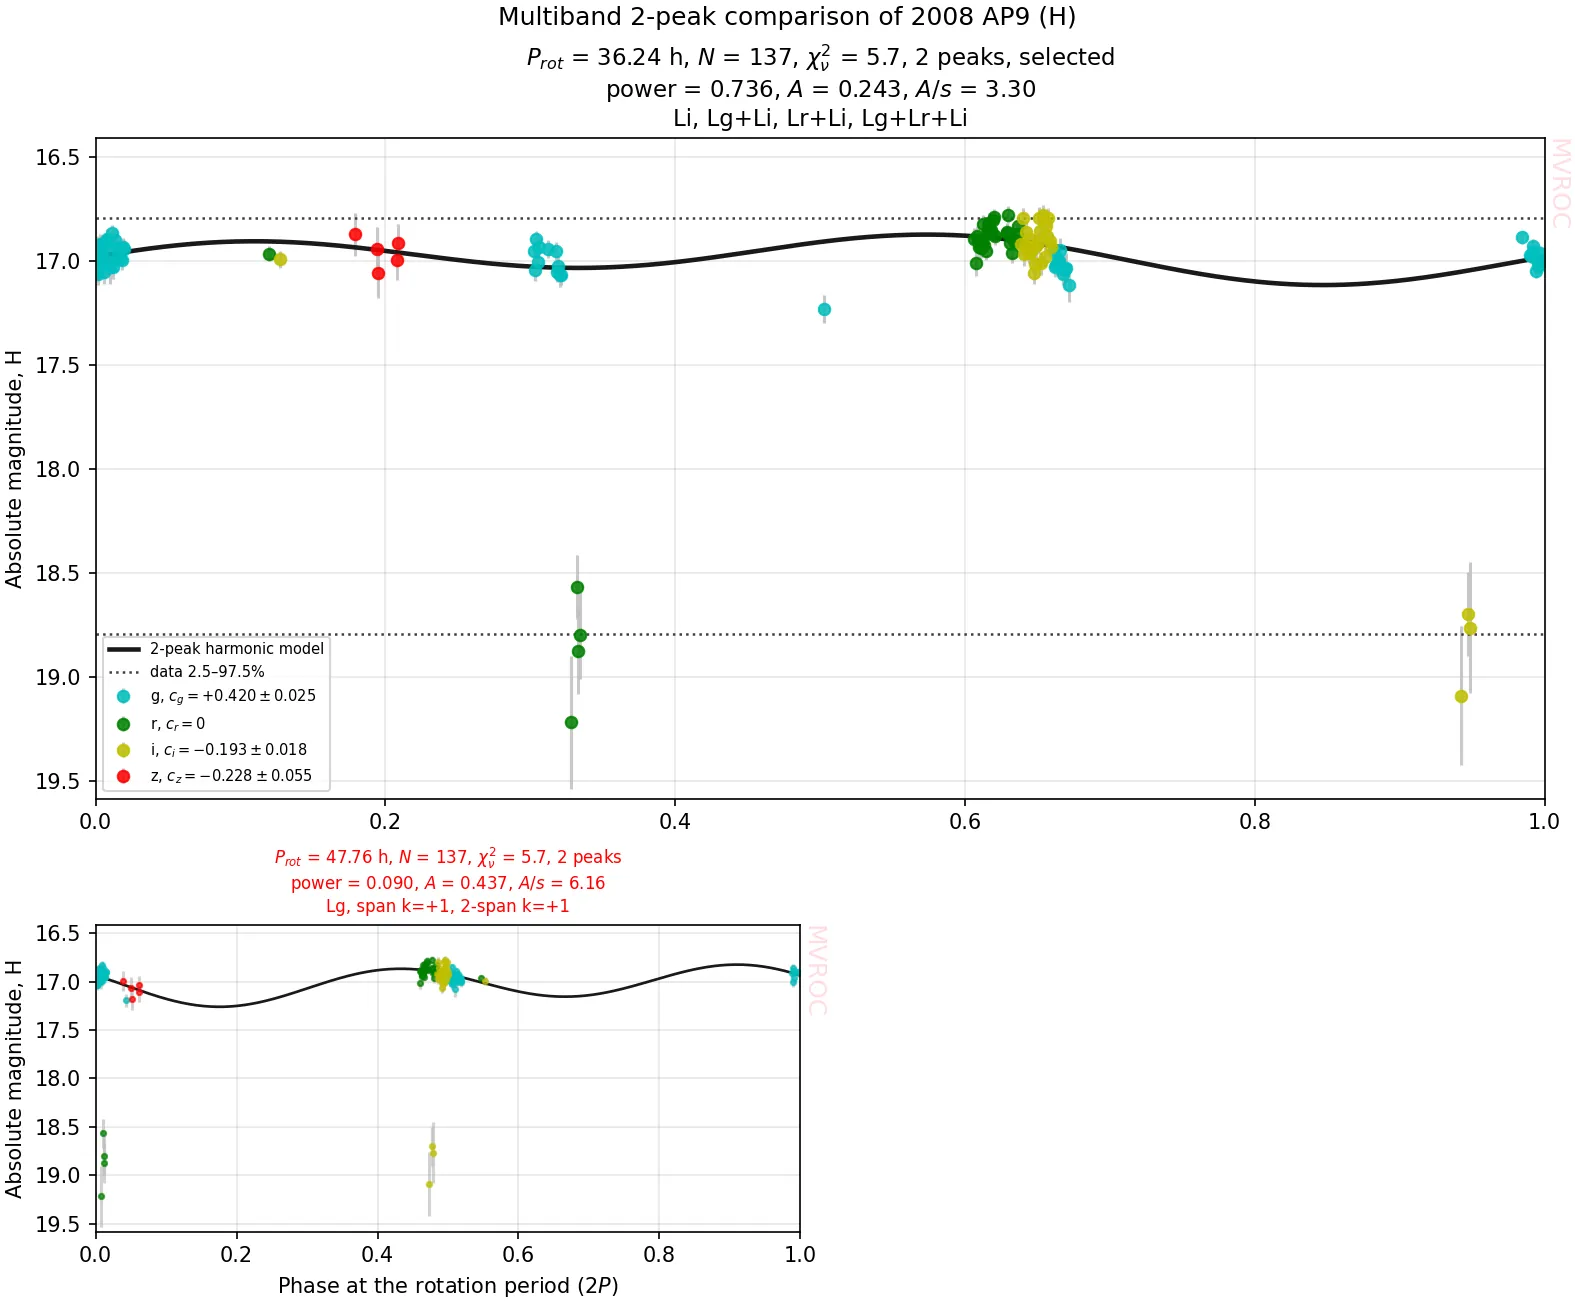 Multiband 2-peak comparison of 2008 AP9 (H)
P_rot = 36.24 h, N = 137, χ²_ν = 5.7, 2 peaks, selected
power = 0.736, A = 0.243, A/s = 3.30
Li, Lg+Li, Lr+Li, Lg+Lr+Li
MVROC
Absolute magnitude, H
16.5
17.0
17.5
18.0
18.5
19.0
19.5
2-peak harmonic model
data 2.5–97.5%
g, c_g = +0.420 ± 0.025
r, c_r = 0
i, c_i = −0.193 ± 0.018
z, c_z = −0.228 ± 0.055
0.0 0.2 0.4 0.6 0.8 1.0
P_rot = 47.76 h, N = 137, χ²_ν = 5.7, 2 peaks
power = 0.090, A = 0.437, A/s = 6.16
Lg, span k=+1, 2-span k=+1
MVROC
Absolute magnitude, H
16.5
17.0
17.5
18.0
18.5
19.0
19.5
0.0 0.2 0.4 0.6 0.8 1.0
Phase at the rotation period (2P)